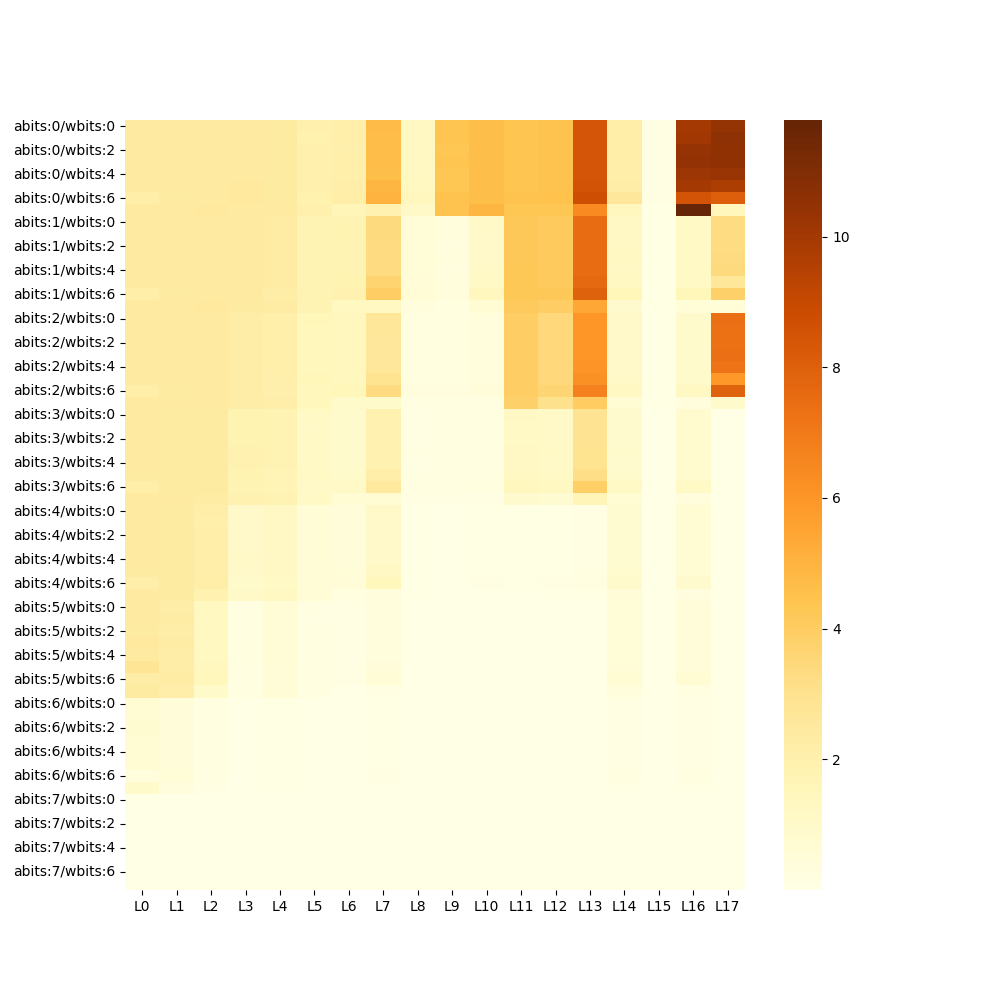 abits:0/wbits:0
abits:0/wbits:2
abits:0/wbits:4
abits:0/wbits:6
abits:1/wbits:0
abits:1/wbits:2
abits:1/wbits:4
abits:1/wbits:6
abits:2/wbits:0
abits:2/wbits:2
abits:2/wbits:4
abits:2/wbits:6
abits:3/wbits:0
abits:3/wbits:2
abits:3/wbits:4
abits:3/wbits:6
abits:4/wbits:0
abits:4/wbits:2
abits:4/wbits:4
abits:4/wbits:6
abits:5/wbits:0
abits:5/wbits:2
abits:5/wbits:4
abits:5/wbits:6
abits:6/wbits:0
abits:6/wbits:2
abits:6/wbits:4
abits:6/wbits:6
abits:7/wbits:0
abits:7/wbits:2
abits:7/wbits:4
abits:7/wbits:6
L0 L1 L2 L3 L4 L5 L6 L7 L8 L9 L10 L11 L12 L13 L14 L15 L16 L17
10
8
6
4
2